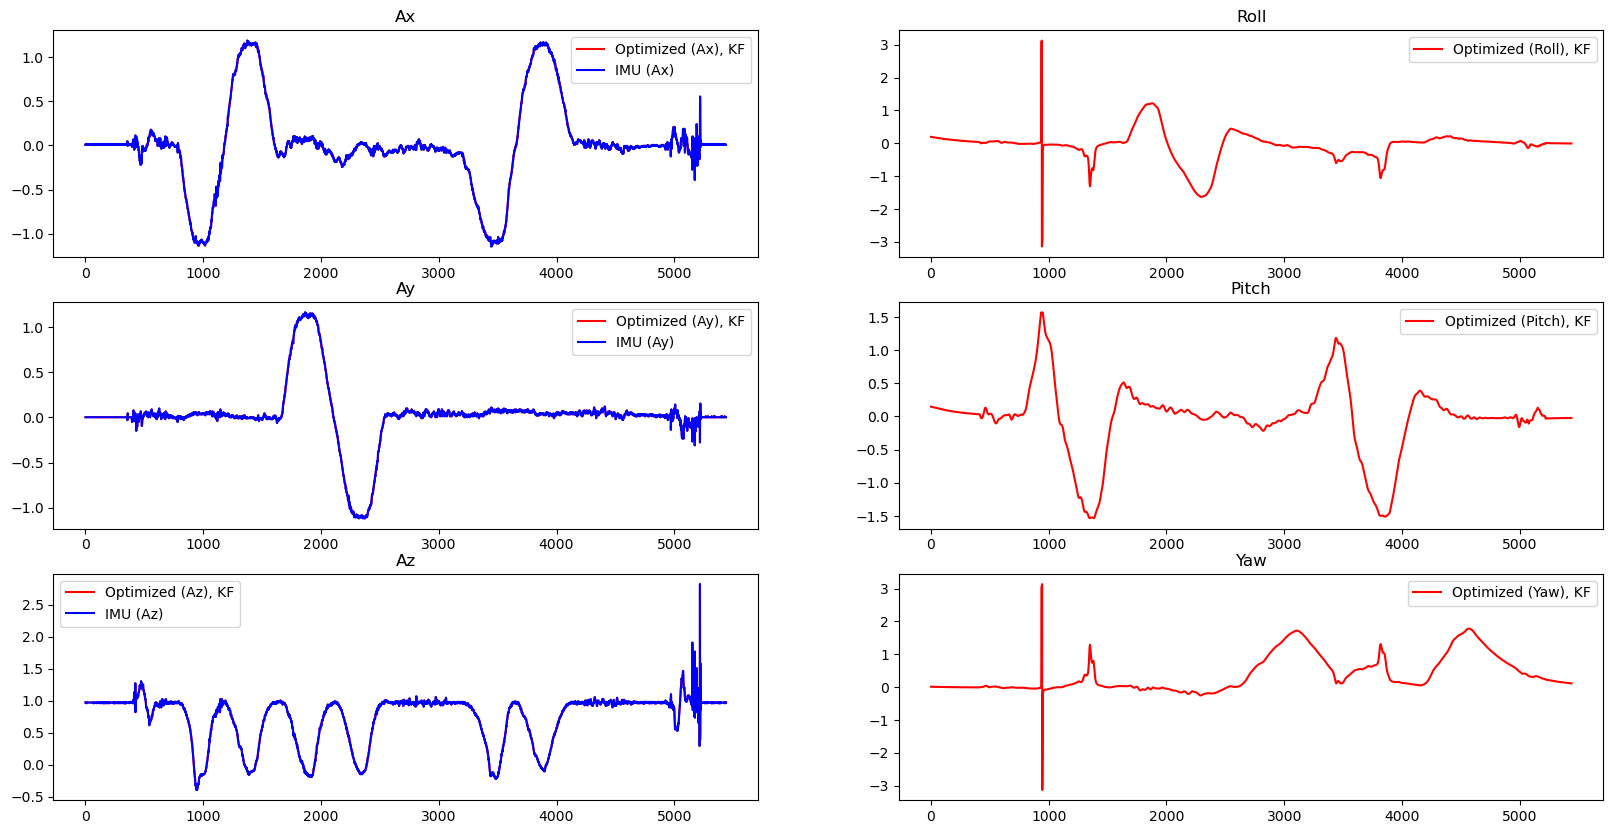 Ax
Optimized (Ax), KF
IMU (Ax)
1.0
0.5
0.0
−0.5
−1.0
0 1000 2000 3000 4000 5000
Roll
Optimized (Roll), KF
3
2
1
0
−1
−2
−3
0 1000 2000 3000 4000 5000
Ay
Optimized (Ay), KF
IMU (Ay)
1.0
0.5
0.0
−0.5
−1.0
0 1000 2000 3000 4000 5000
Pitch
Optimized (Pitch), KF
1.5
1.0
0.5
0.0
−0.5
−1.0
−1.5
0 1000 2000 3000 4000 5000
Az
Optimized (Az), KF
IMU (Az)
2.5
2.0
1.5
1.0
0.5
0.0
−0.5
0 1000 2000 3000 4000 5000
Yaw
Optimized (Yaw), KF
3
2
1
0
−1
−2
−3
0 1000 2000 3000 4000 5000